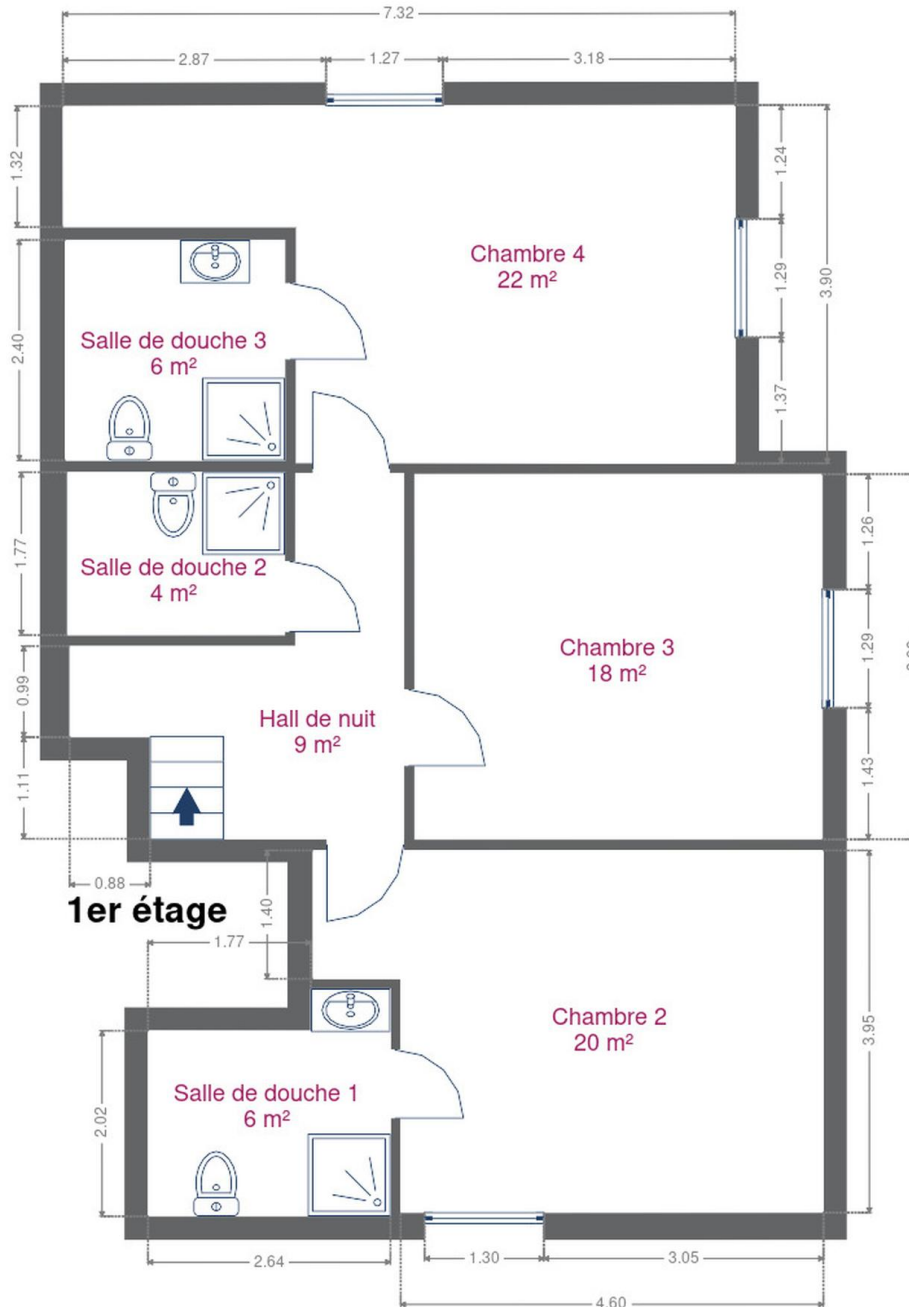 7.32
2.87
1.27
3.18
1.32
1.24
Chambre 4
22 m²
1.29
3.90
2.40
Salle de douche 3
6 m²
1.37
1.77
1.26
Salle de douche 2
4 m²
Chambre 3
18 m²
1.29
0.99
Hall de nuit
9 m²
1.11
1.43
0.88
1er étage
1.40
1.77
Chambre 2
20 m²
3.95
Salle de douche 1
6 m²
2.02
2.64
1.30
3.05
4.60